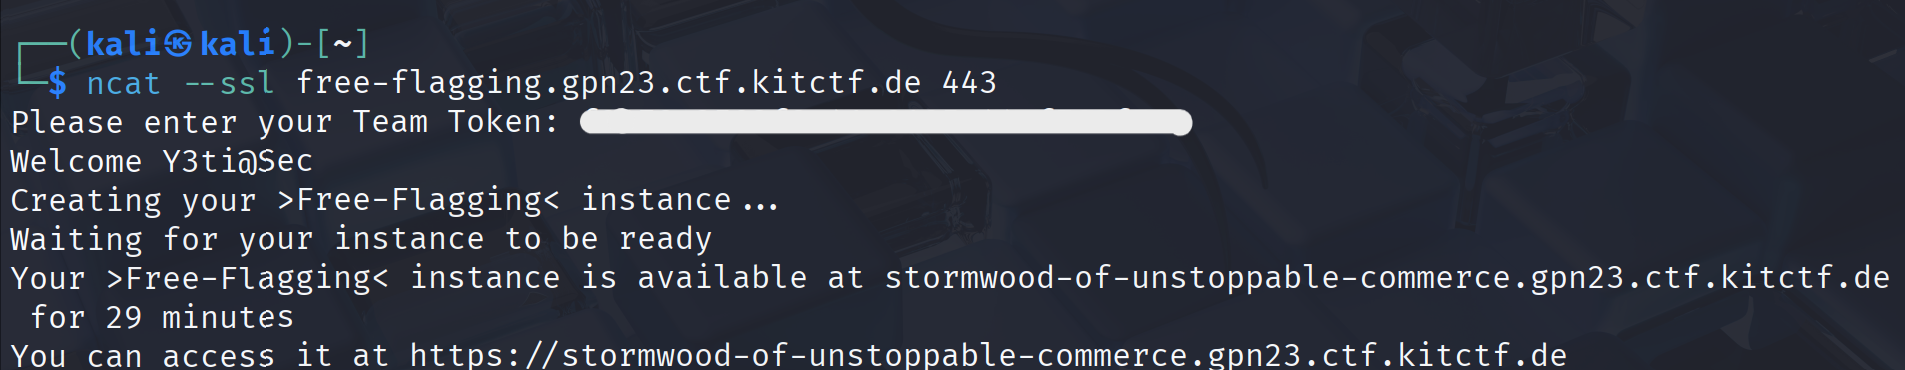 ┌──(kali㉿kali)-[~]
└─$ ncat --ssl free-flagging.gpn23.ctf.kitctf.de 443
Please enter your Team Token:
Welcome Y3ti@Sec
Creating your >Free-Flagging< instance...
Waiting for your instance to be ready
Your >Free-Flagging< instance is available at stormwood-of-unstoppable-commerce.gpn23.ctf.kitctf.de
for 29 minutes
You can access it at https://stormwood-of-unstoppable-commerce.gpn23.ctf.kitctf.de